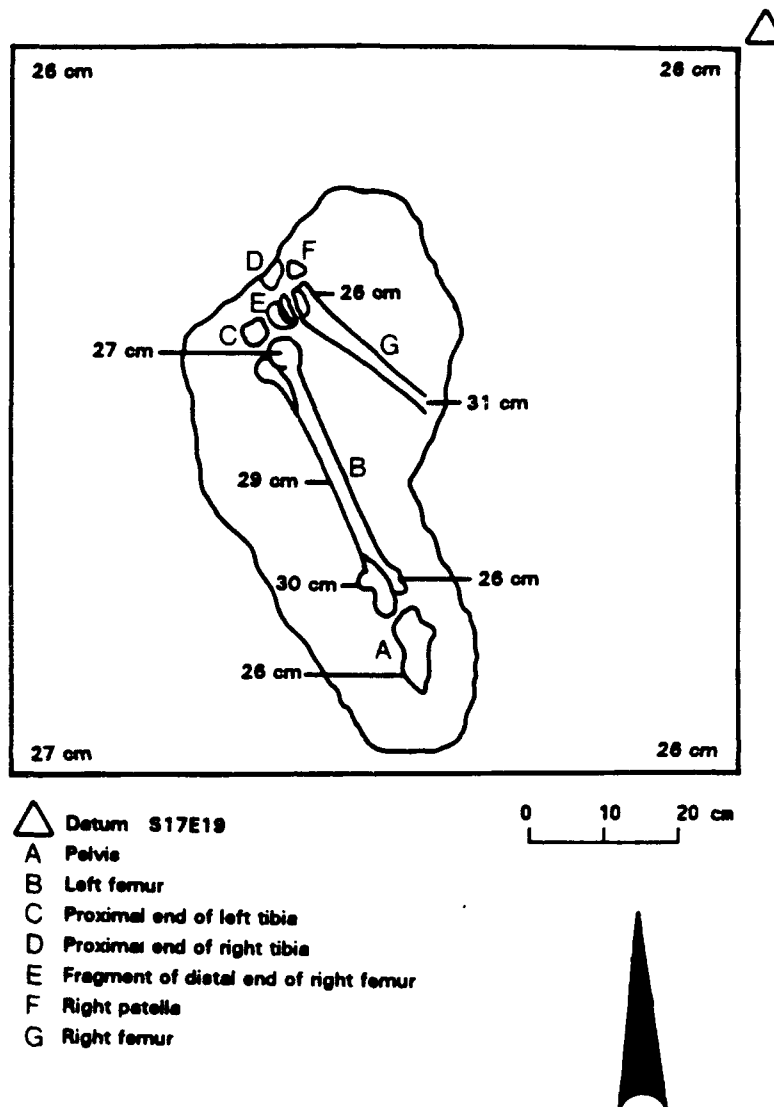 26 cm 26 cm
D F
E 26 cm
C
27 cm G
31 cm
B
29 cm
30 cm 26 cm
A
26 cm
27 cm 26 cm
Datum S17E19 0 10 20 cm
A Pelvis
B Left femur
C Proximal end of left tibia
D Proximal end of right tibia
E Fragment of distal end of right femur
F Right patella
G Right femur